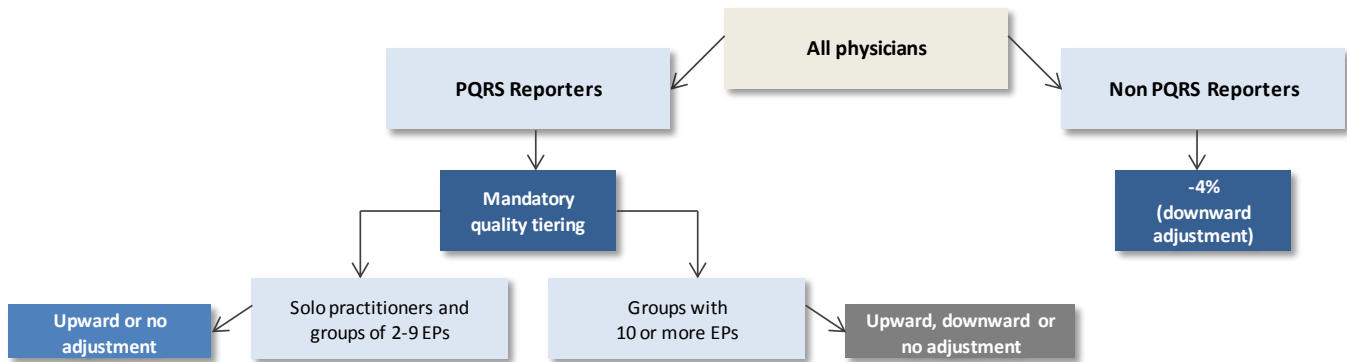 All physicians
PQRS Reporters
Non PQRS Reporters
Mandatory
quality tiering
-4%
(downward
adjustment)
Solo practitioners and
groups of 2-9 EPs
Groups with
10 or more EPs
Upward or no
adjustment
Upward, downward or
no adjustment